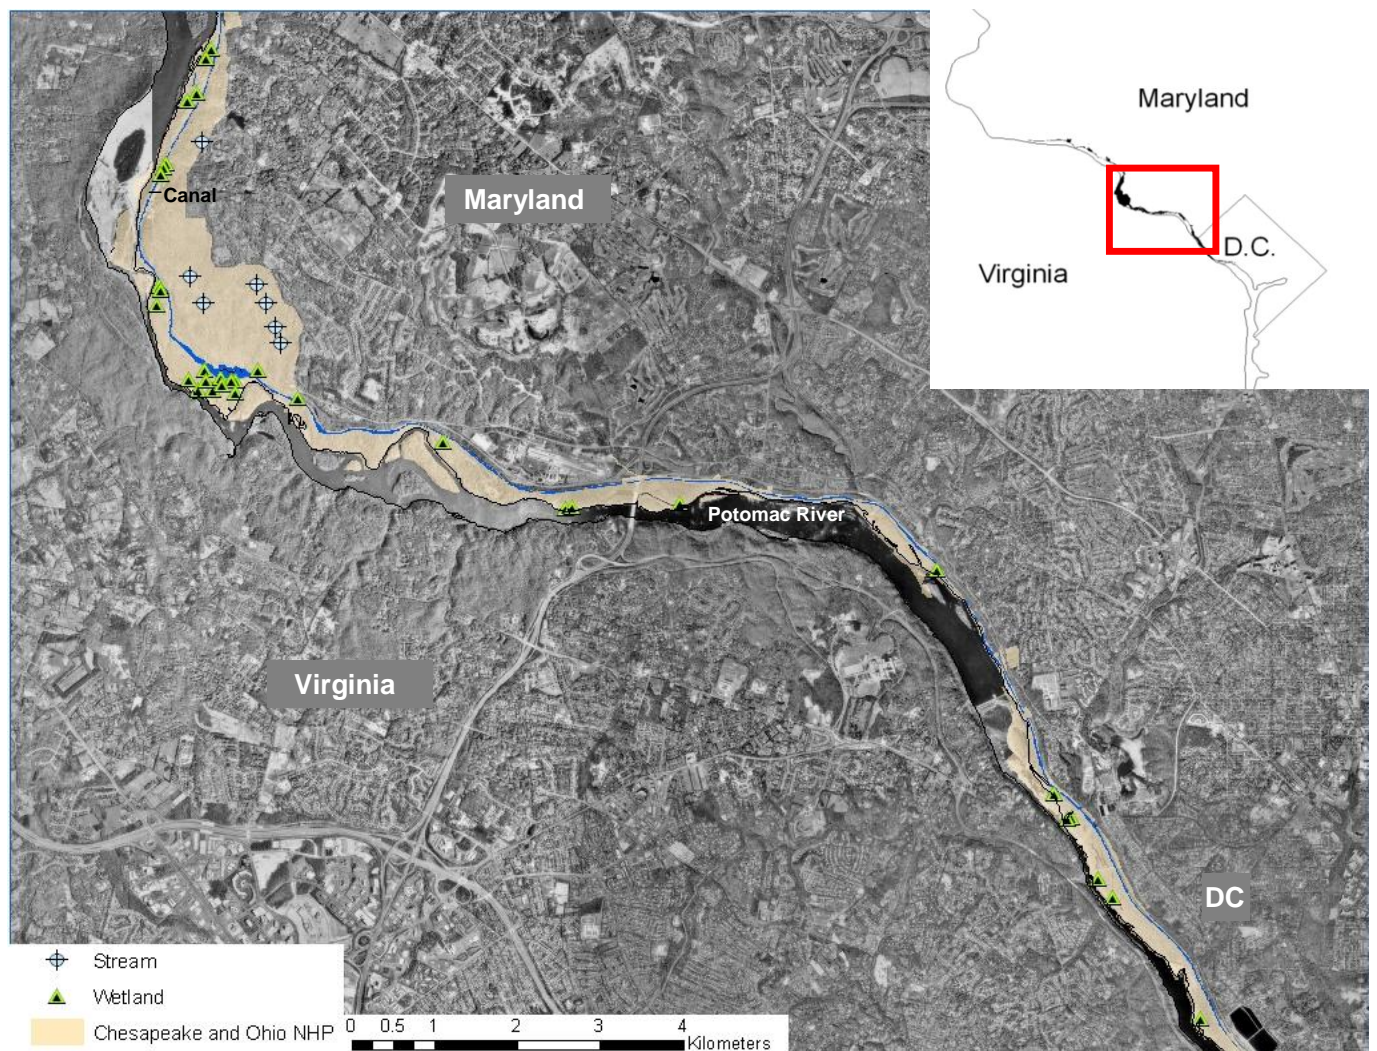 Maryland
D.C.
Virginia
Canal
Maryland
Potomac River
Virginia
DC
Stream
Wetland
Chesapeake and Ohio NHP
0 0.5 1 2 3 4
Kilometers